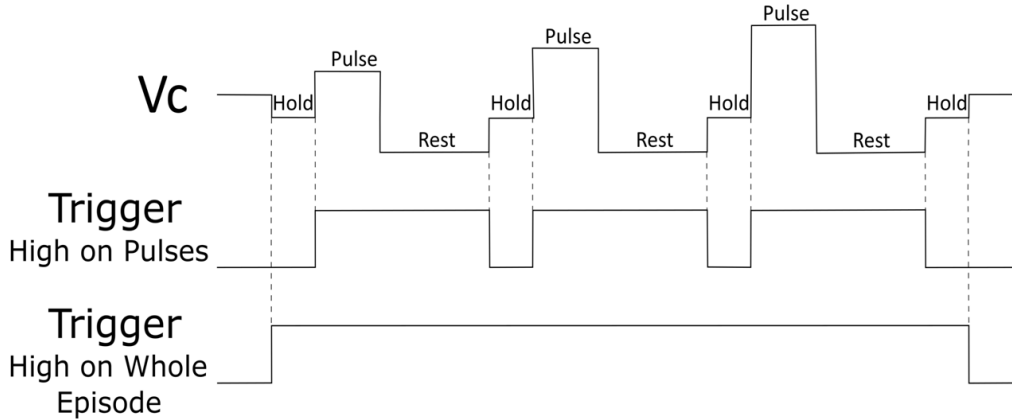 Pulse
Pulse
Pulse
Vc
Hold
Hold
Hold
Hold
Rest
Rest
Rest
Trigger
High on Pulses
Trigger
High on Whole
Episode